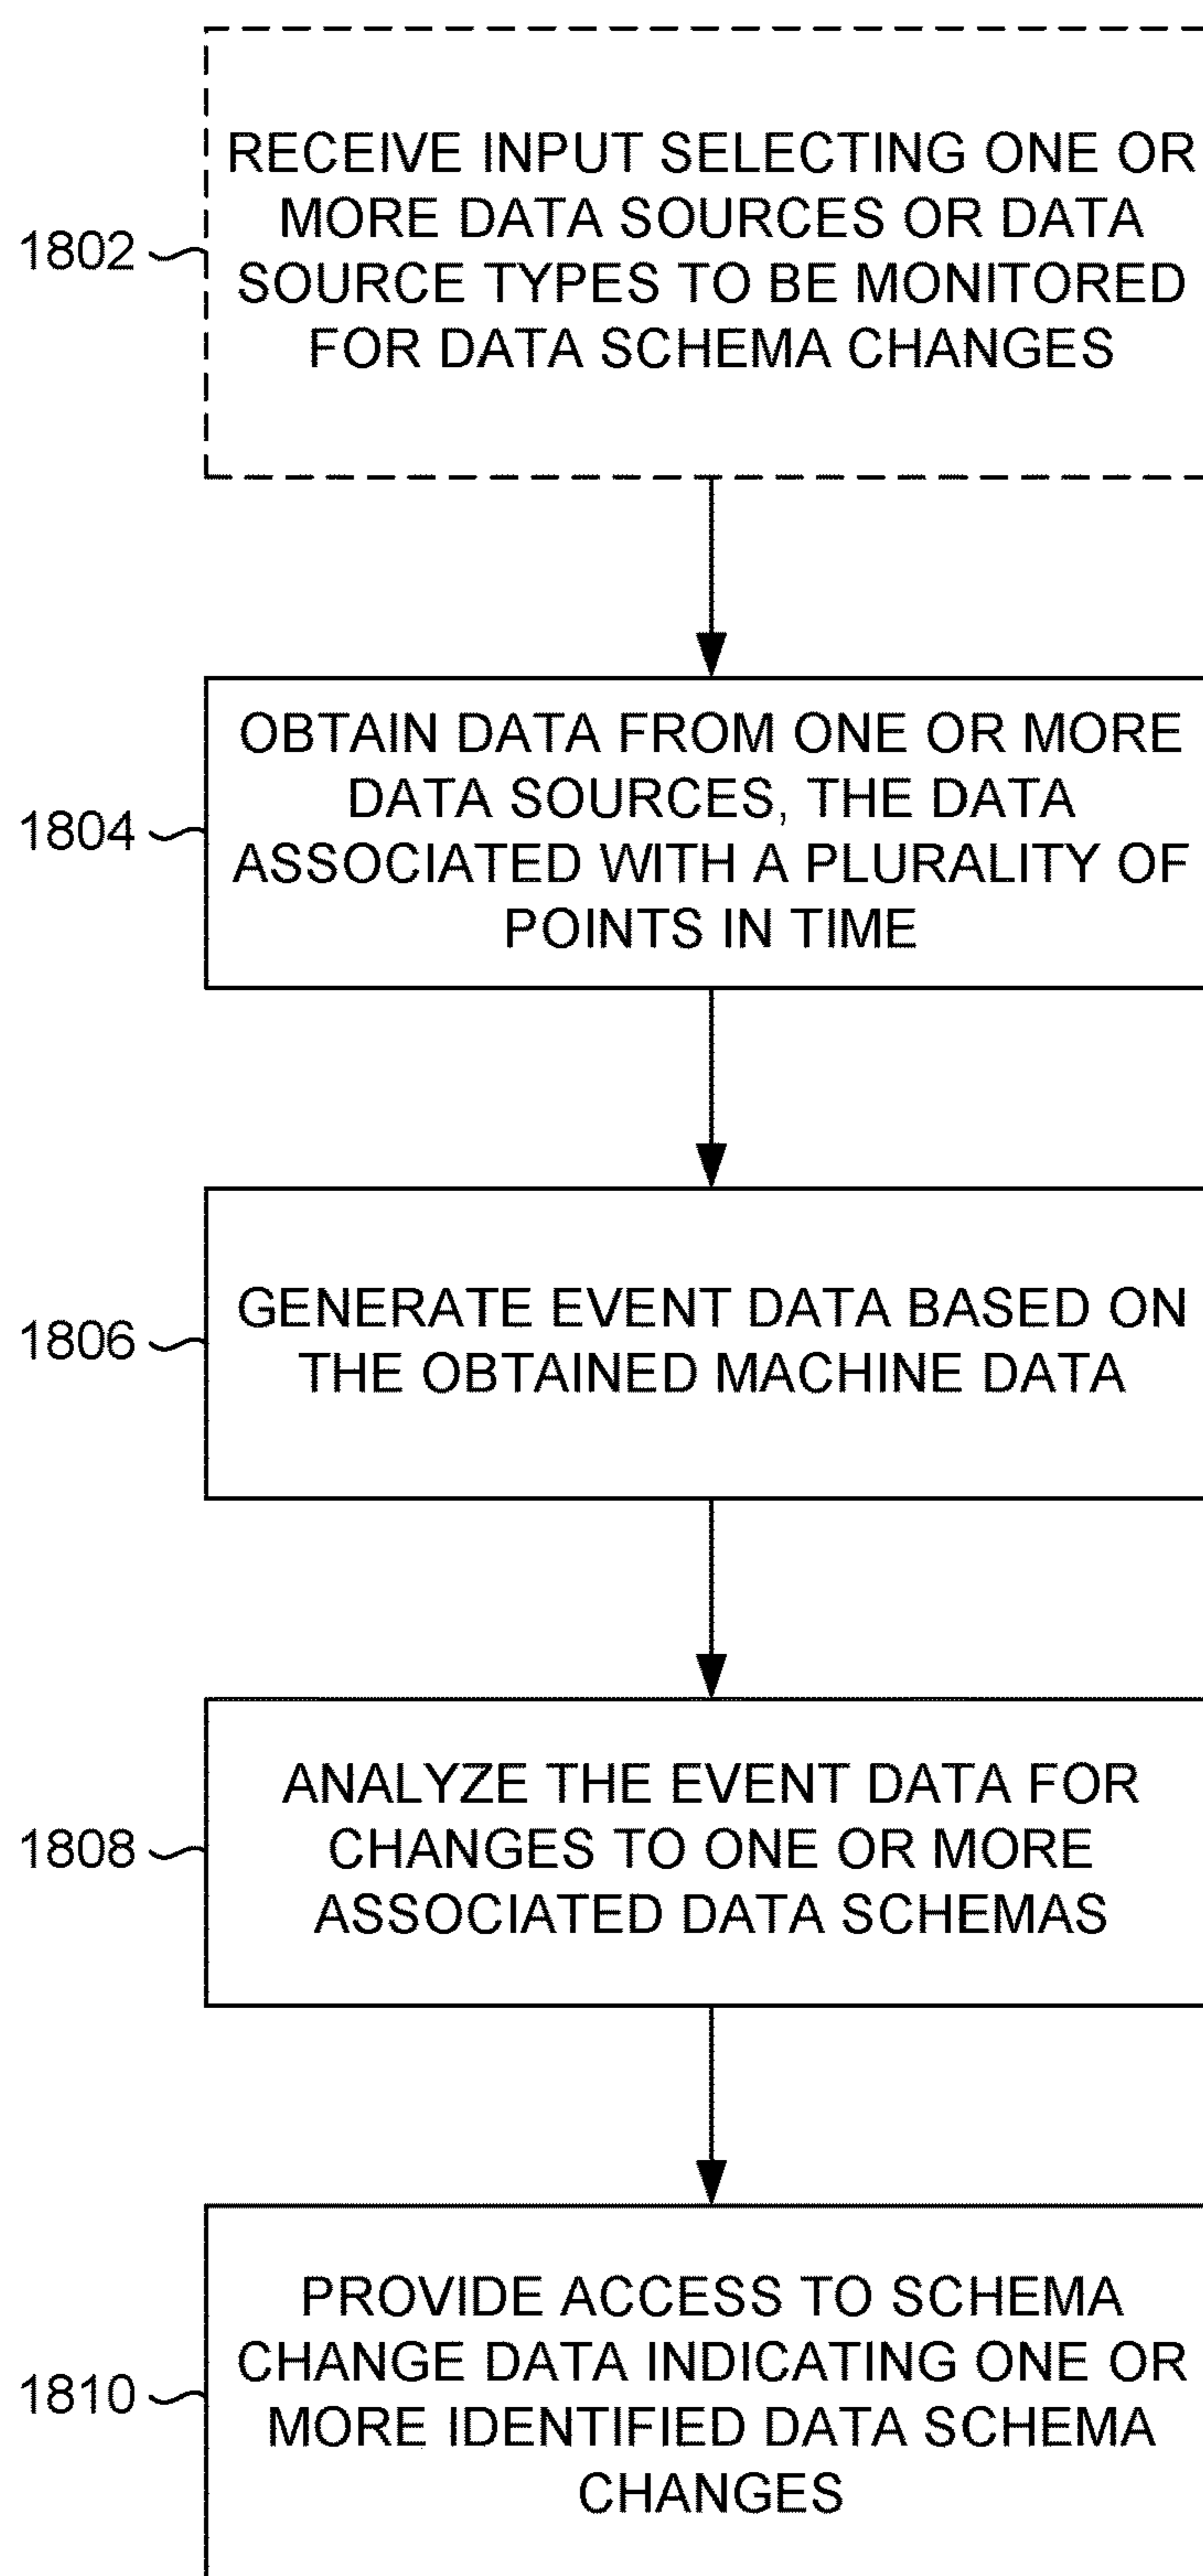 RECEIVE INPUT SELECTING ONE OR
MORE DATA SOURCES OR DATA
SOURCE TYPES TO BE MONITORED
FOR DATA SCHEMA CHANGES
1802
OBTAIN DATA FROM ONE OR MORE
DATA SOURCES, THE DATA
ASSOCIATED WITH A PLURALITY OF
POINTS IN TIME
1804
GENERATE EVENT DATA BASED ON
THE OBTAINED MACHINE DATA
1806
ANALYZE THE EVENT DATA FOR
CHANGES TO ONE OR MORE
ASSOCIATED DATA SCHEMAS
1808
PROVIDE ACCESS TO SCHEMA
CHANGE DATA INDICATING ONE OR
MORE IDENTIFIED DATA SCHEMA
CHANGES
1810